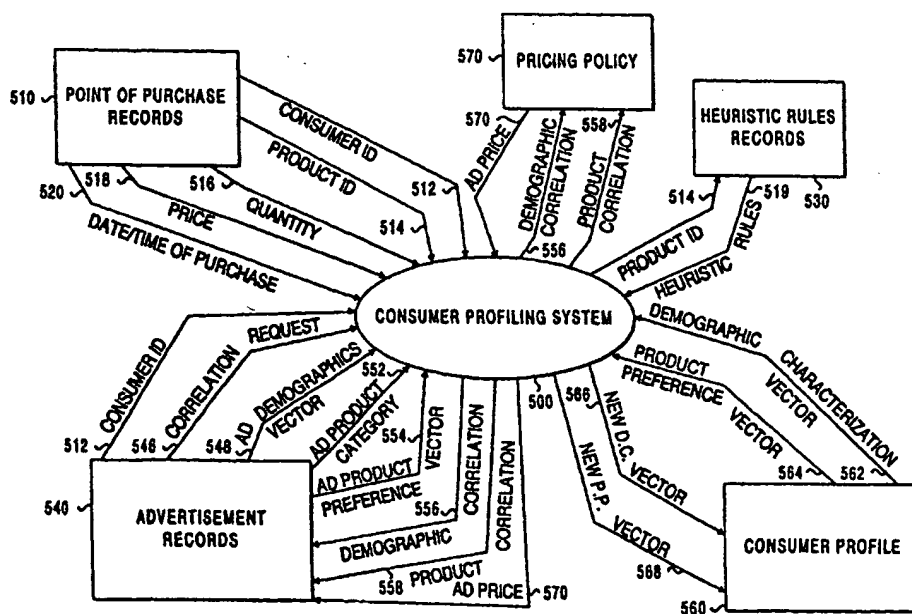 570
PRICING POLICY
510
POINT OF PURCHASE
RECORDS
HEURISTIC RULES
RECORDS
530
CONSUMER ID
512
PRODUCT ID
514
516
QUANTITY
518
PRICE
520
DATE/TIME OF PURCHASE
570
AD PRICE
DEMOGRAPHIC
CORRELATION
556
558
PRODUCT
CORRELATION
514
PRODUCT ID
519
HEURISTIC RULES
CONSUMER PROFILING SYSTEM
500
512
CONSUMER ID
546
CORRELATION REQUEST
548
AD DEMOGRAPHICS
VECTOR
552
AD PRODUCT
CATEGORY
554
AD PRODUCT
PREFERENCE VECTOR
556
DEMOGRAPHIC CORRELATION
558
PRODUCT CORRELATION
AD PRICE
570
566
NEW D.C. VECTOR
NEW P.P. VECTOR
568
PRODUCT
PREFERENCE VECTOR
564
DEMOGRAPHIC CHARACTERIZATION
VECTOR
562
540
ADVERTISEMENT
RECORDS
CONSUMER PROFILE
560